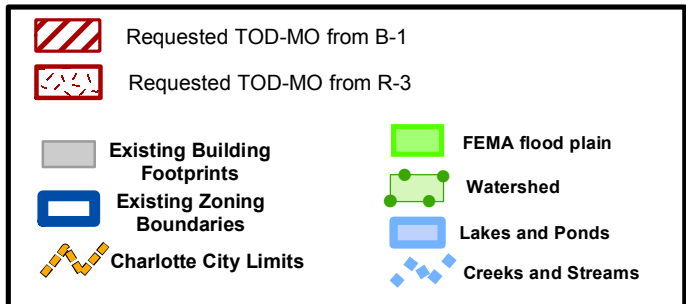 Requested TOD-MO from B-1
Requested TOD-MO from R-3
Existing Building
Footprints
Existing Zoning
Boundaries
Charlotte City Limits
FEMA flood plain
Watershed
Lakes and Ponds
Creeks and Streams